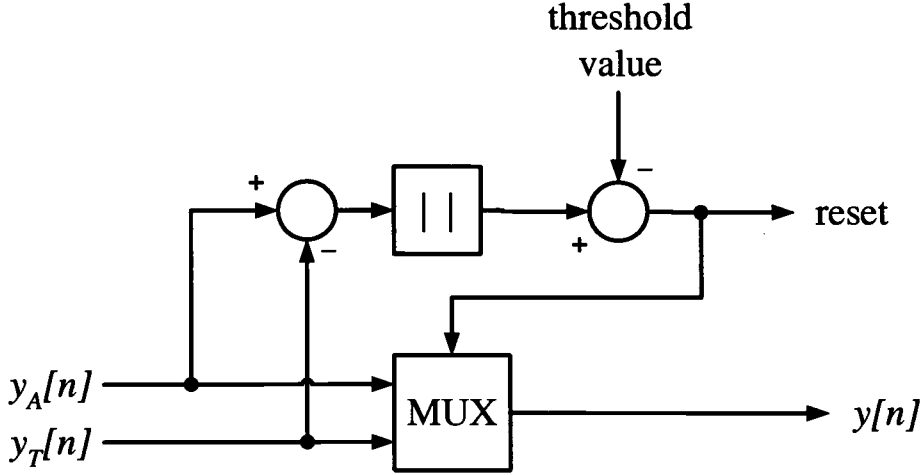 threshold
value
+
−
+
−
| |
reset
y_A[n]
MUX
y[n]
y_T[n]